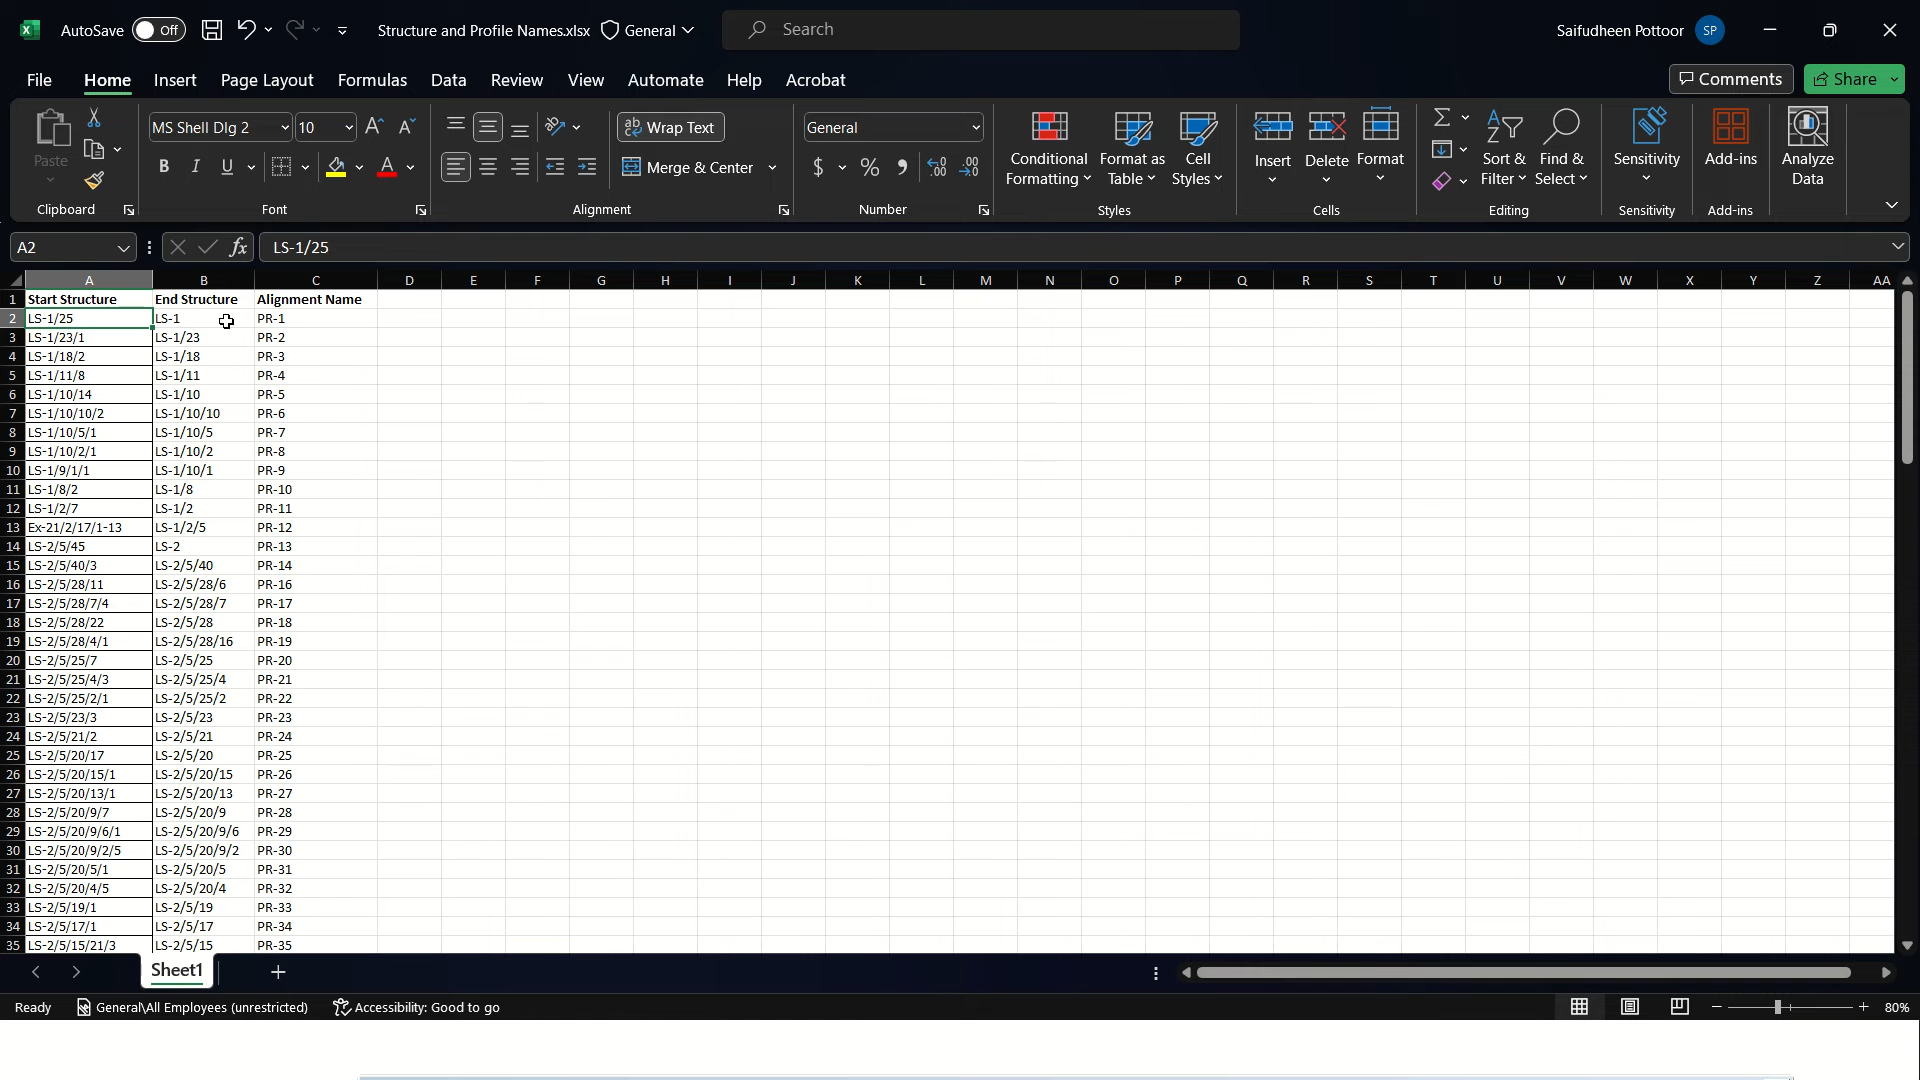 AutoSave Off Structure and Profile Names.xlsx General Search Saifudheen Pottoor SP
File Home Insert Page Layout Formulas Data Review View Automate Help Acrobat Comments Share
Paste MS Shell Dlg 2 10 Wrap Text General Conditional Formatting Format as Table Cell Styles Insert Delete Format Sort & Filter Find & Select Sensitivity Add-ins Analyze Data
B I U A Merge & Center $ %
Clipboard Font Alignment Number Styles Cells Editing Sensitivity Add-ins
A2 fx LS-1/25
A B C D E F G H I J K L M N O P Q R S T U V W X Y Z AA
1 Start Structure End Structure Alignment Name
2 LS-1/25 LS-1 PR-1
3 LS-1/23/1 LS-1/23 PR-2
4 LS-1/18/2 LS-1/18 PR-3
5 LS-1/11/8 LS-1/11 PR-4
6 LS-1/10/14 LS-1/10 PR-5
7 LS-1/10/10/2 LS-1/10/10 PR-6
8 LS-1/10/5/1 LS-1/10/5 PR-7
9 LS-1/10/2/1 LS-1/10/2 PR-8
10 LS-1/9/1/1 LS-1/10/1 PR-9
11 LS-1/8/2 LS-1/8 PR-10
12 LS-1/2/7 LS-1/2 PR-11
13 Ex-21/2/17/1-13 LS-1/2/5 PR-12
14 LS-2/5/45 LS-2 PR-13
15 LS-2/5/40/3 LS-2/5/40 PR-14
16 LS-2/5/28/11 LS-2/5/28/6 PR-16
17 LS-2/5/28/7/4 LS-2/5/28/7 PR-17
18 LS-2/5/28/22 LS-2/5/28 PR-18
19 LS-2/5/28/4/1 LS-2/5/28/16 PR-19
20 LS-2/5/25/7 LS-2/5/25 PR-20
21 LS-2/5/25/4/3 LS-2/5/25/4 PR-21
22 LS-2/5/25/2/1 LS-2/5/25/2 PR-22
23 LS-2/5/23/3 LS-2/5/23 PR-23
24 LS-2/5/21/2 LS-2/5/21 PR-24
25 LS-2/5/20/17 LS-2/5/20 PR-25
26 LS-2/5/20/15/1 LS-2/5/20/15 PR-26
27 LS-2/5/20/13/1 LS-2/5/20/13 PR-27
28 LS-2/5/20/9/7 LS-2/5/20/9 PR-28
29 LS-2/5/20/9/6/1 LS-2/5/20/9/6 PR-29
30 LS-2/5/20/9/2/5 LS-2/5/20/9/2 PR-30
31 LS-2/5/20/5/1 LS-2/5/20/5 PR-31
32 LS-2/5/20/4/5 LS-2/5/20/4 PR-32
33 LS-2/5/19/1 LS-2/5/19 PR-33
34 LS-2/5/17/1 LS-2/5/17 PR-34
35 LS-2/5/15/21/3 LS-2/5/15 PR-35
Sheet1
Ready General\All Employees (unrestricted) Accessibility: Good to go 80%